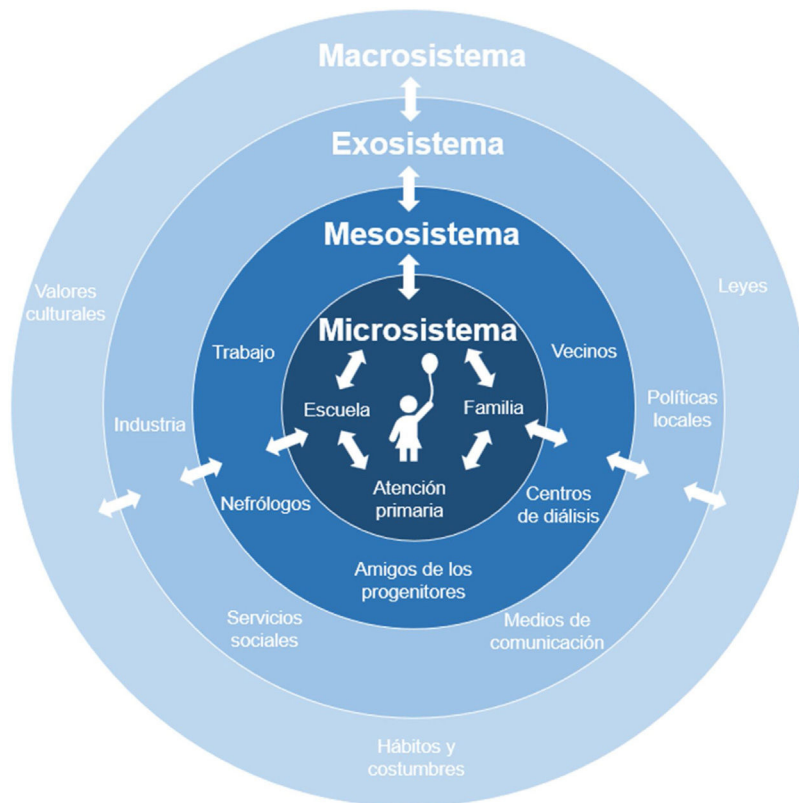 Macrosistema
Exosistema
Mesosistema
Valores
culturales
Leyes
Microsistema
Trabajo
Vecinos
Industria
Escuela
Familia
Políticas
locales
Nefrólogos
Atención
primaria
Centros
de diálisis
Amigos de los
progenitores
Servicios
sociales
Medios de
comunicación
Hábitos y
costumbres